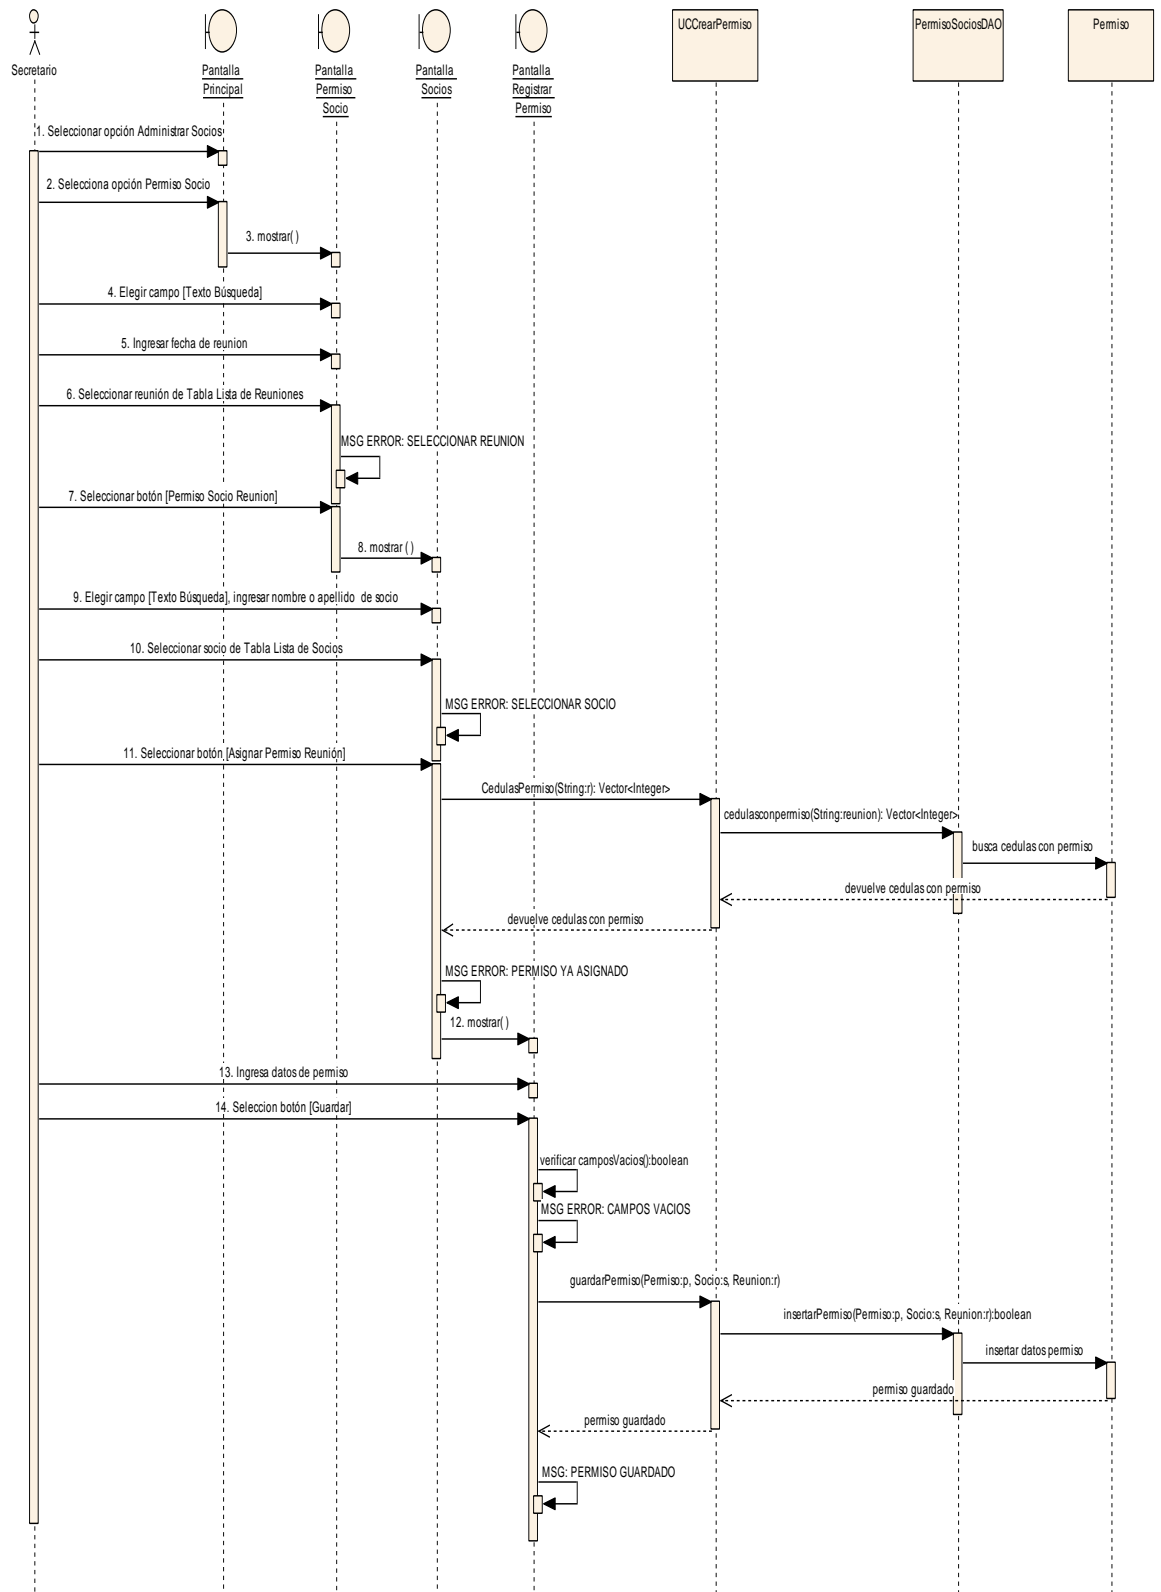 UCCrearPermiso
PermisoSociosDAO
Permiso
Secretario
Pantalla
Principal
Pantalla
Permiso
Socio
Pantalla
Socios
Pantalla
Registrar
Permiso
1. Seleccionar opción Administrar Socios
2. Selecciona opción Permiso Socio
3. mostrar( )
4. Elegir campo [Texto Búsqueda]
5. Ingresar fecha de reunion
6. Seleccionar reunión de Tabla Lista de Reuniones
MSG ERROR: SELECCIONAR REUNION
7. Seleccionar botón [Permiso Socio Reunion]
8. mostrar ( )
9. Elegir campo [Texto Búsqueda], ingresar nombre o apellido de socio
10. Seleccionar socio de Tabla Lista de Socios
MSG ERROR: SELECCIONAR SOCIO
11. Seleccionar botón [Asignar Permiso Reunión]
CedulasPermiso(String:r): Vector<Integer>
cedulasconpermiso(String:reunion): Vector<Integer>
busca cedulas con permiso
devuelve cedulas con permiso
devuelve cedulas con permiso
MSG ERROR: PERMISO YA ASIGNADO
12. mostrar( )
13. Ingresa datos de permiso
14. Seleccion botón [Guardar]
verificar camposVacios():boolean
MSG ERROR: CAMPOS VACIOS
guardarPermiso(Permiso:p, Socio:s, Reunion:r)
insertarPermiso(Permiso:p, Socio:s, Reunion:r):boolean
insertar datos permiso
permiso guardado
permiso guardado
MSG: PERMISO GUARDADO